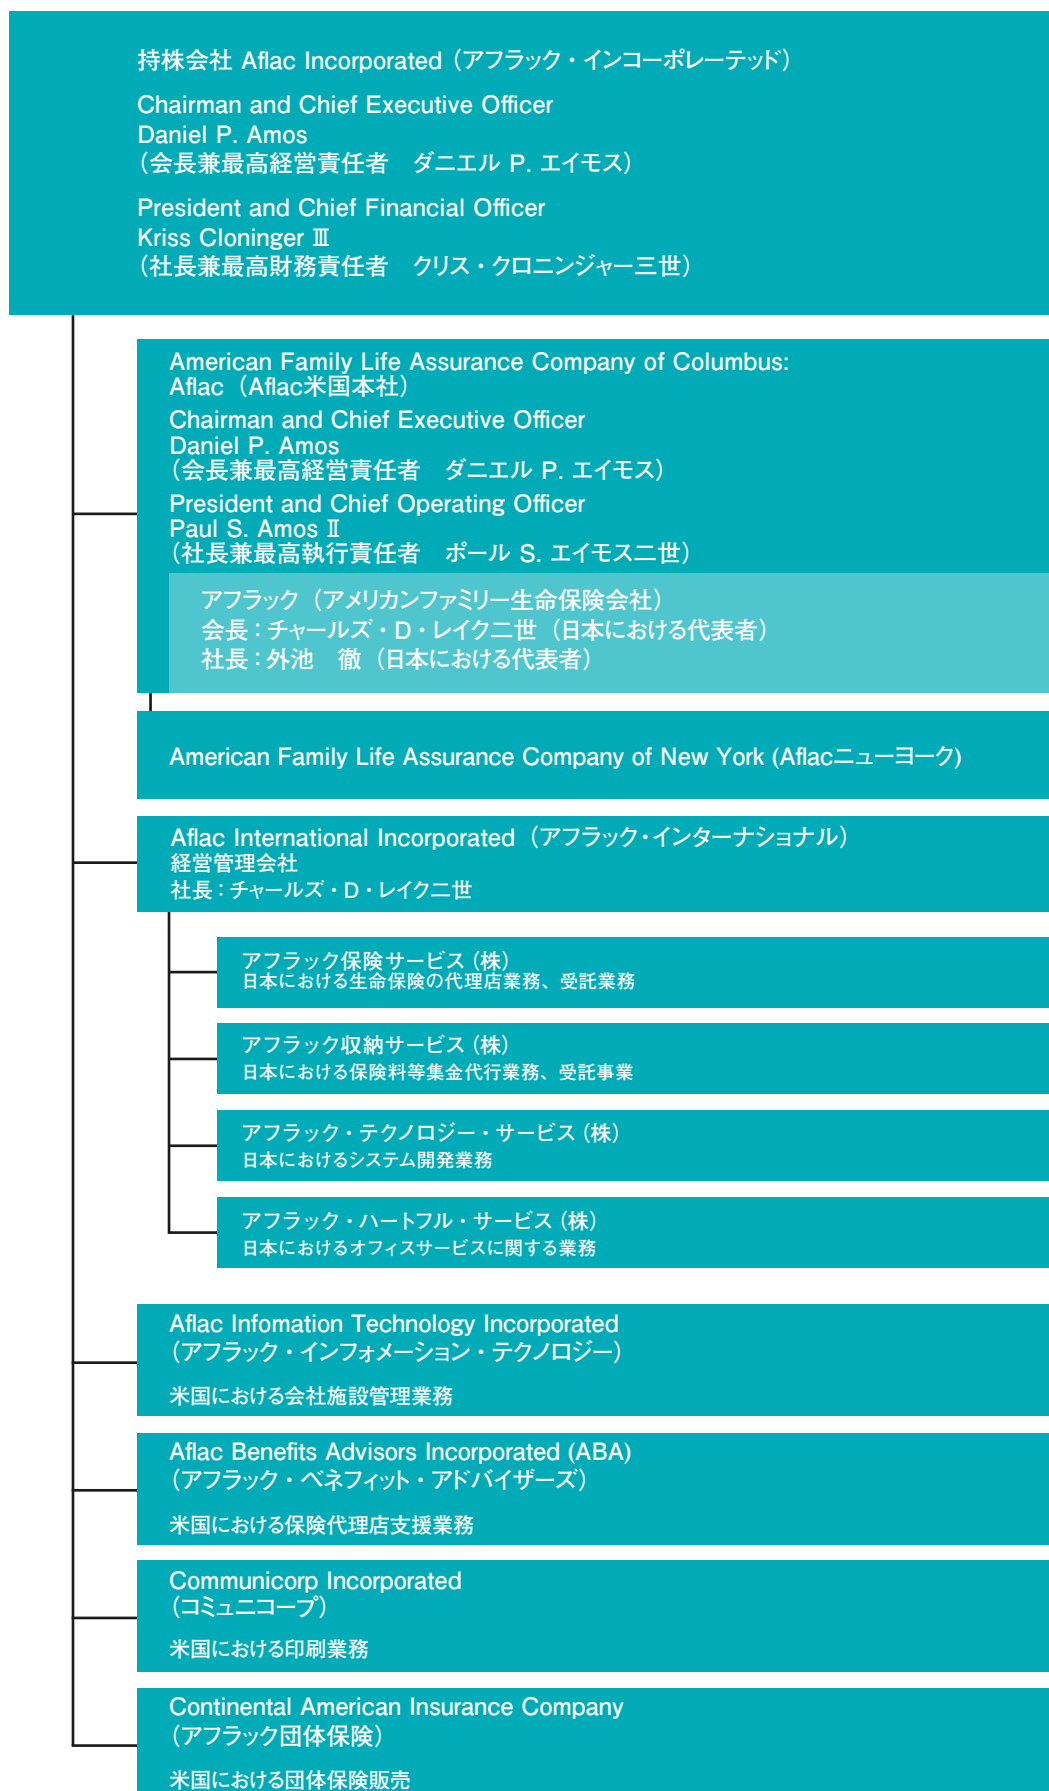 持株会社 Aflac Incorporated（アフラック・インコーポレーテッド）
Chairman and Chief Executive Officer
Daniel P. Amos
（会長兼最高経営責任者　ダニエル P. エイモス）
President and Chief Financial Officer
Kriss Cloninger Ⅲ
（社長兼最高財務責任者　クリス・クロニンジャー三世）
American Family Life Assurance Company of Columbus:
Aflac（Aflac米国本社）
Chairman and Chief Executive Officer
Daniel P. Amos
（会長兼最高経営責任者　ダニエル P. エイモス）
President and Chief Operating Officer
Paul S. Amos Ⅱ
（社長兼最高執行責任者　ポール S. エイモス二世）
アフラック（アメリカンファミリー生命保険会社）
会長：チャールズ・D・レイク二世（日本における代表者）
社長：外池　徹（日本における代表者）
American Family Life Assurance Company of New York (Aflacニューヨーク)
Aflac International Incorporated（アフラック・インターナショナル）
経営管理会社
社長：チャールズ・D・レイク二世
アフラック保険サービス（株）
日本における生命保険の代理店業務、受託業務
アフラック収納サービス（株）
日本における保険料等集金代行業務、受託事業
アフラック・テクノロジー・サービス（株）
日本におけるシステム開発業務
アフラック・ハートフル・サービス（株）
日本におけるオフィスサービスに関する業務
Aflac Infomation Technology Incorporated
（アフラック・インフォメーション・テクノロジー）
米国における会社施設管理業務
Aflac Benefits Advisors Incorporated (ABA)
（アフラック・ベネフィット・アドバイザーズ）
米国における保険代理店支援業務
Communicorp Incorporated
（コミュニコープ）
米国における印刷業務
Continental American Insurance Company
（アフラック団体保険）
米国における団体保険販売